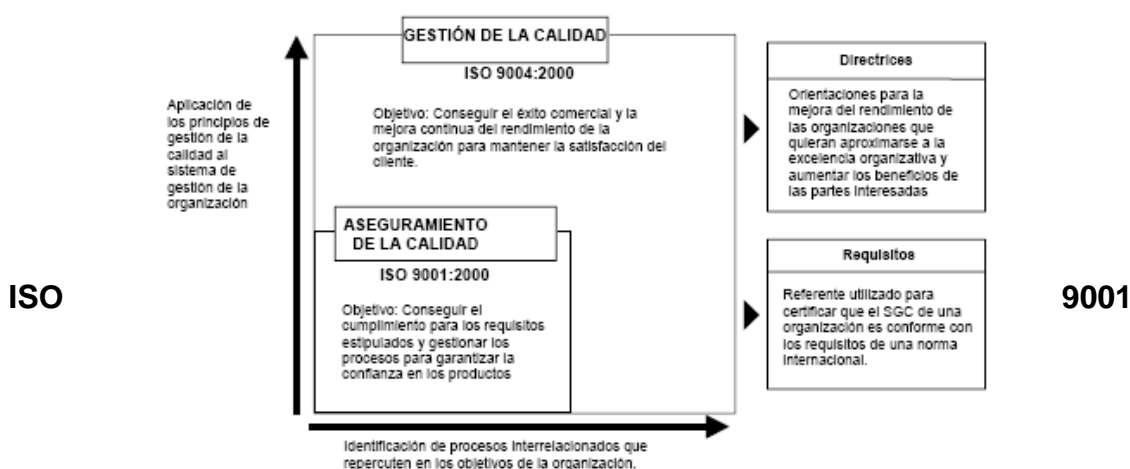 GESTIÓN DE LA CALIDAD
ISO 9004:2000
Objetivo: Conseguir el éxito comercial y la
mejora continua del rendimiento de la
organización para mantener la satisfacción del
cliente.
Aplicación de
los principios de
gestión de la
calidad al
sistema de
gestión de la
organización
Directrices
Orientaciones para la
mejora del rendimiento de
las organizaciones que
quieran aproximarse a la
excelencia organizativa y
aumentar los beneficios de
las partes interesadas
ASEGURAMIENTO
DE LA CALIDAD
ISO 9001:2000
Objetivo: Conseguir el
cumplimiento para los requisitos
estipulados y gestionar los
procesos para garantizar la
confianza en los productos
Requisitos
Referente utilizado para
certificar que el SGC de una
organización es conforme con
los requisitos de una norma
internacional.
ISO
9001
Identificación de procesos interrelacionados que
repercuten en los objetivos de la organización.